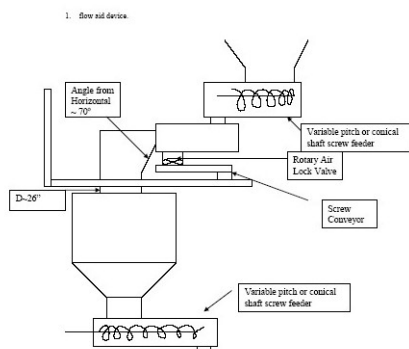 1. flow aid device.
Angle from
Horizontal
~ 70°
Variable pitch or conical
shaft screw feeder
Rotary Air
Lock Valve
D~26"
Screw
Conveyor
Variable pitch or conical
shaft screw feeder